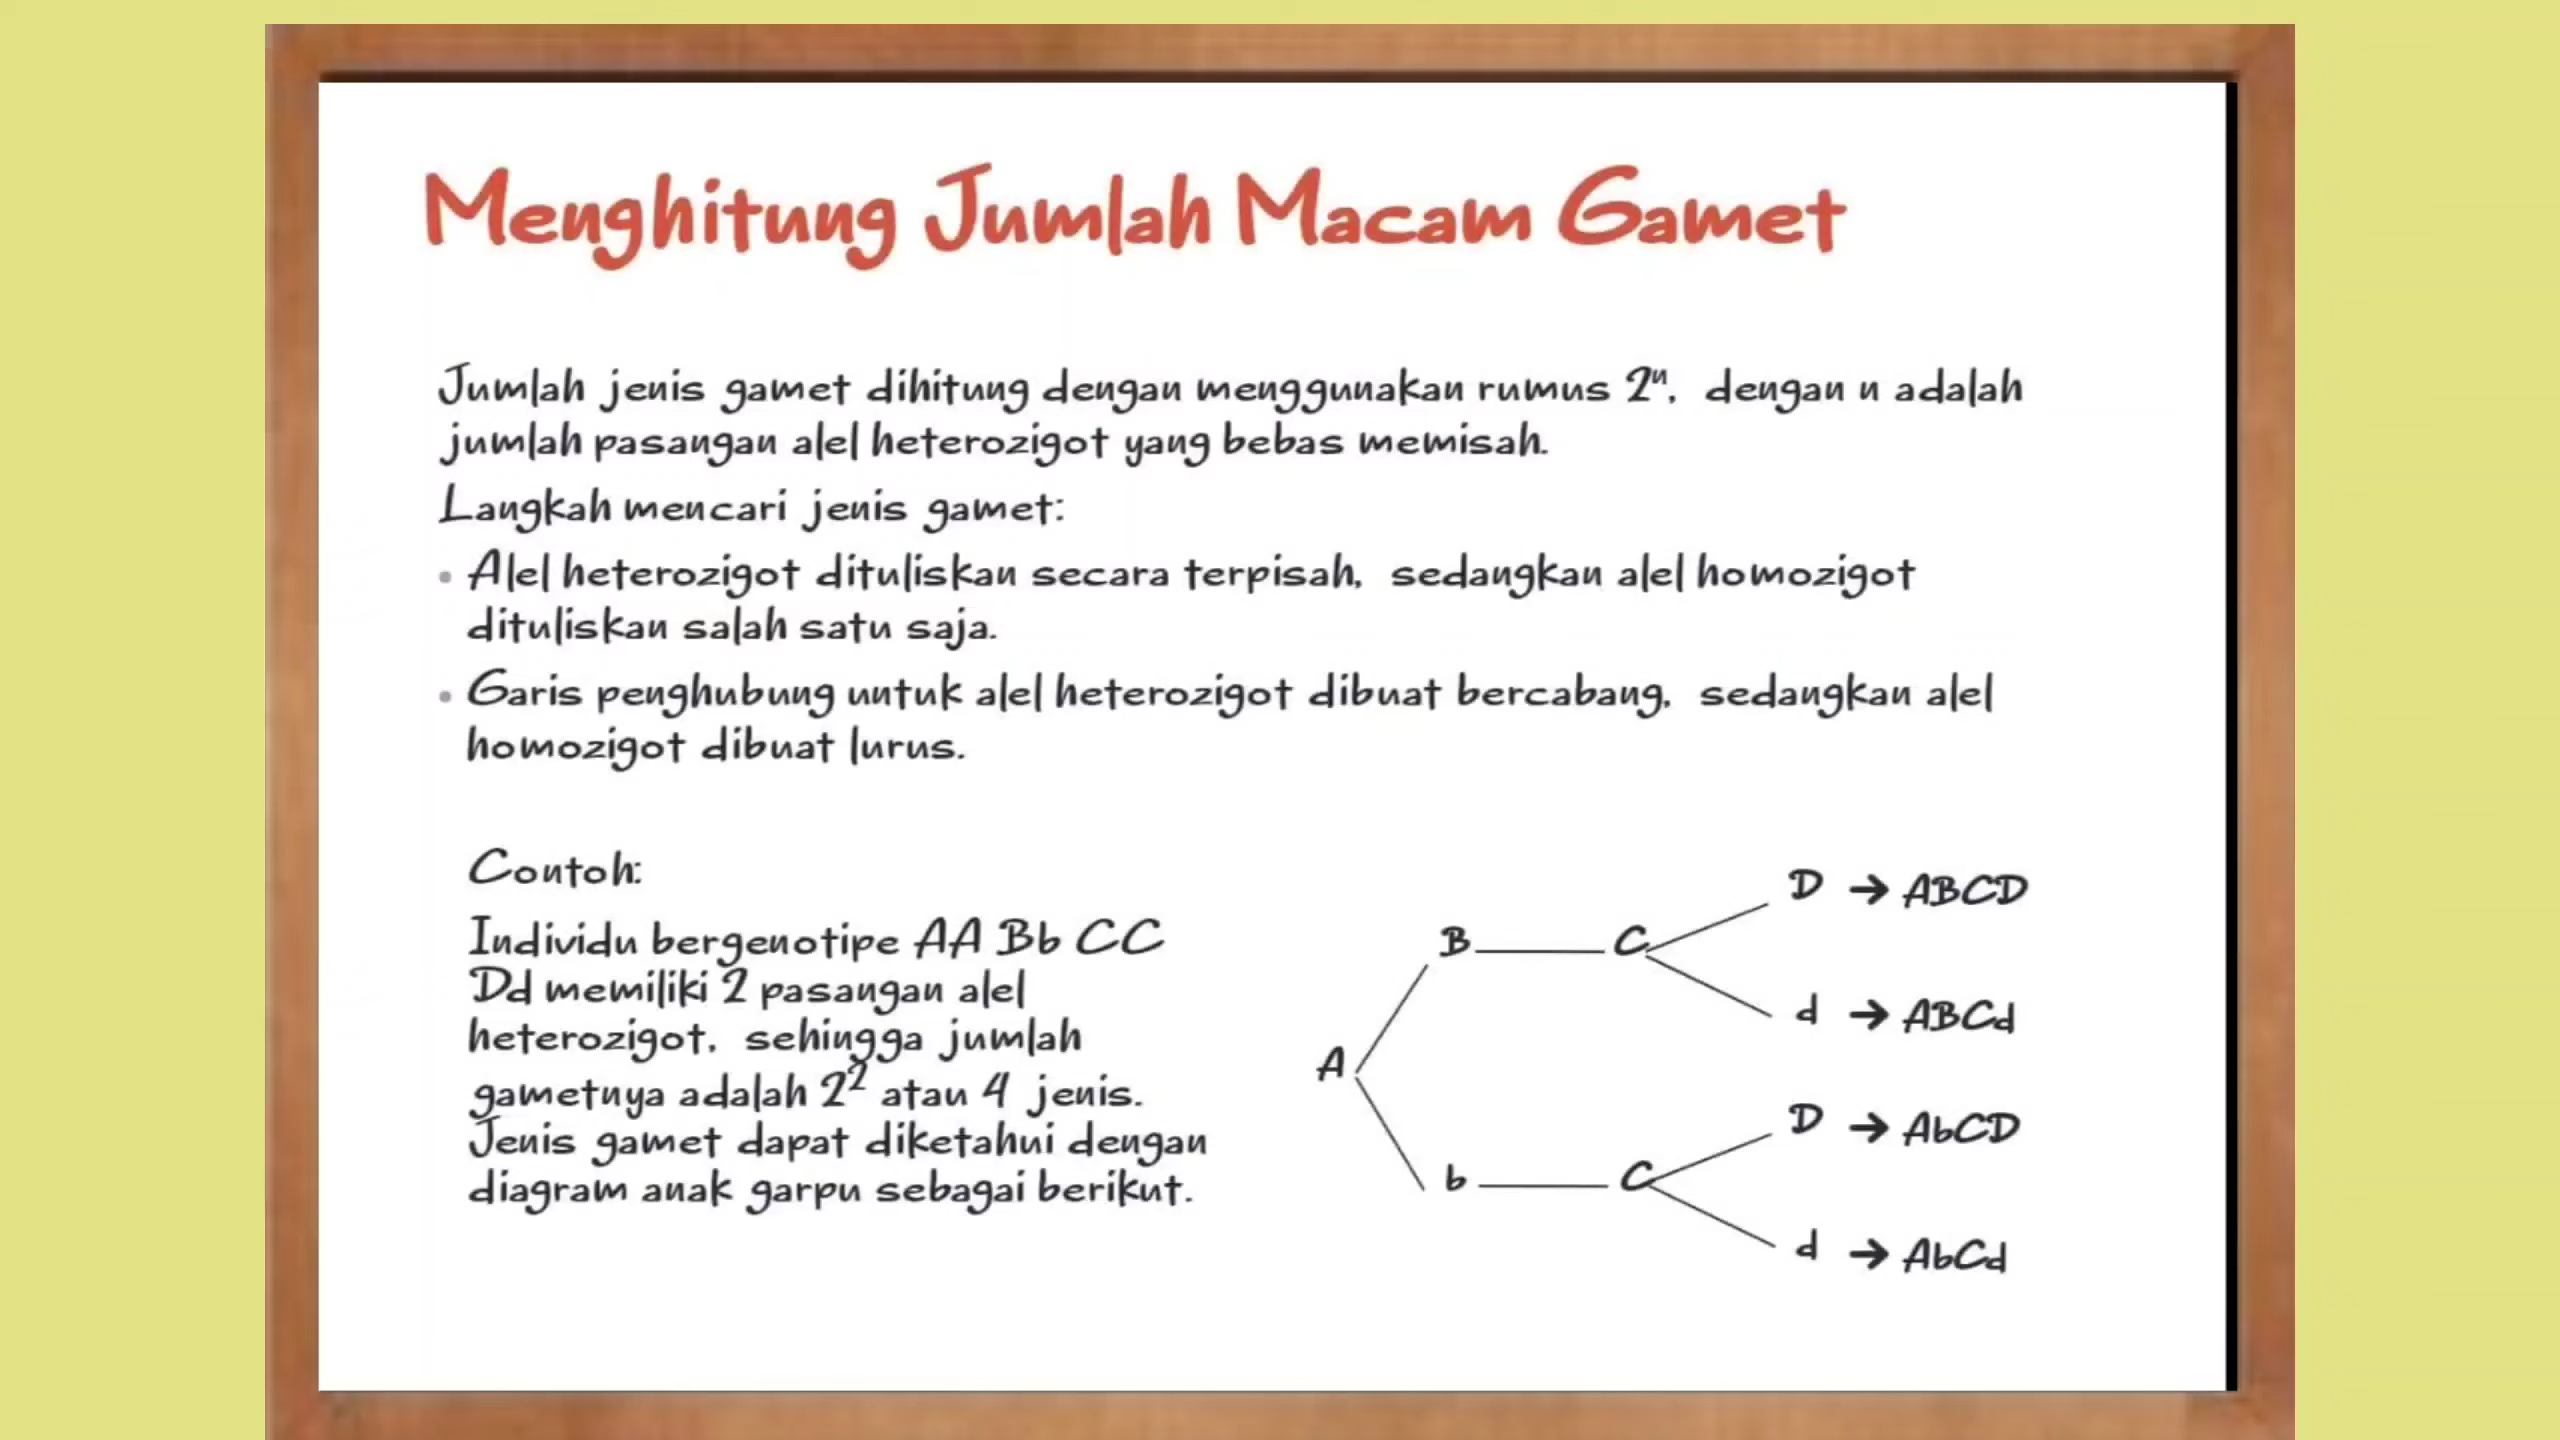 Menghitung Jumlah Macam Gamet
Jumlah jenis gamet dihitung dengan menggunakan rumus 2ⁿ, dengan n adalah
jumlah pasangan alel heterozigot yang bebas memisah.
Langkah mencari jenis gamet:
• Alel heterozigot dituliskan secara terpisah, sedangkan alel homozigot
dituliskan salah satu saja.
• Garis penghubung untuk alel heterozigot dibuat bercabang, sedangkan alel
homozigot dibuat lurus.
Contoh:
Individu bergenotipe AA Bb CC
Dd memiliki 2 pasangan alel
heterozigot, sehingga jumlah
gametnya adalah 2² atau 4 jenis.
Jenis gamet dapat diketahui dengan
diagram anak garpu sebagai berikut.
D → ABCD
B C
d → ABCd
A
D → AbCD
b C
d → AbCd